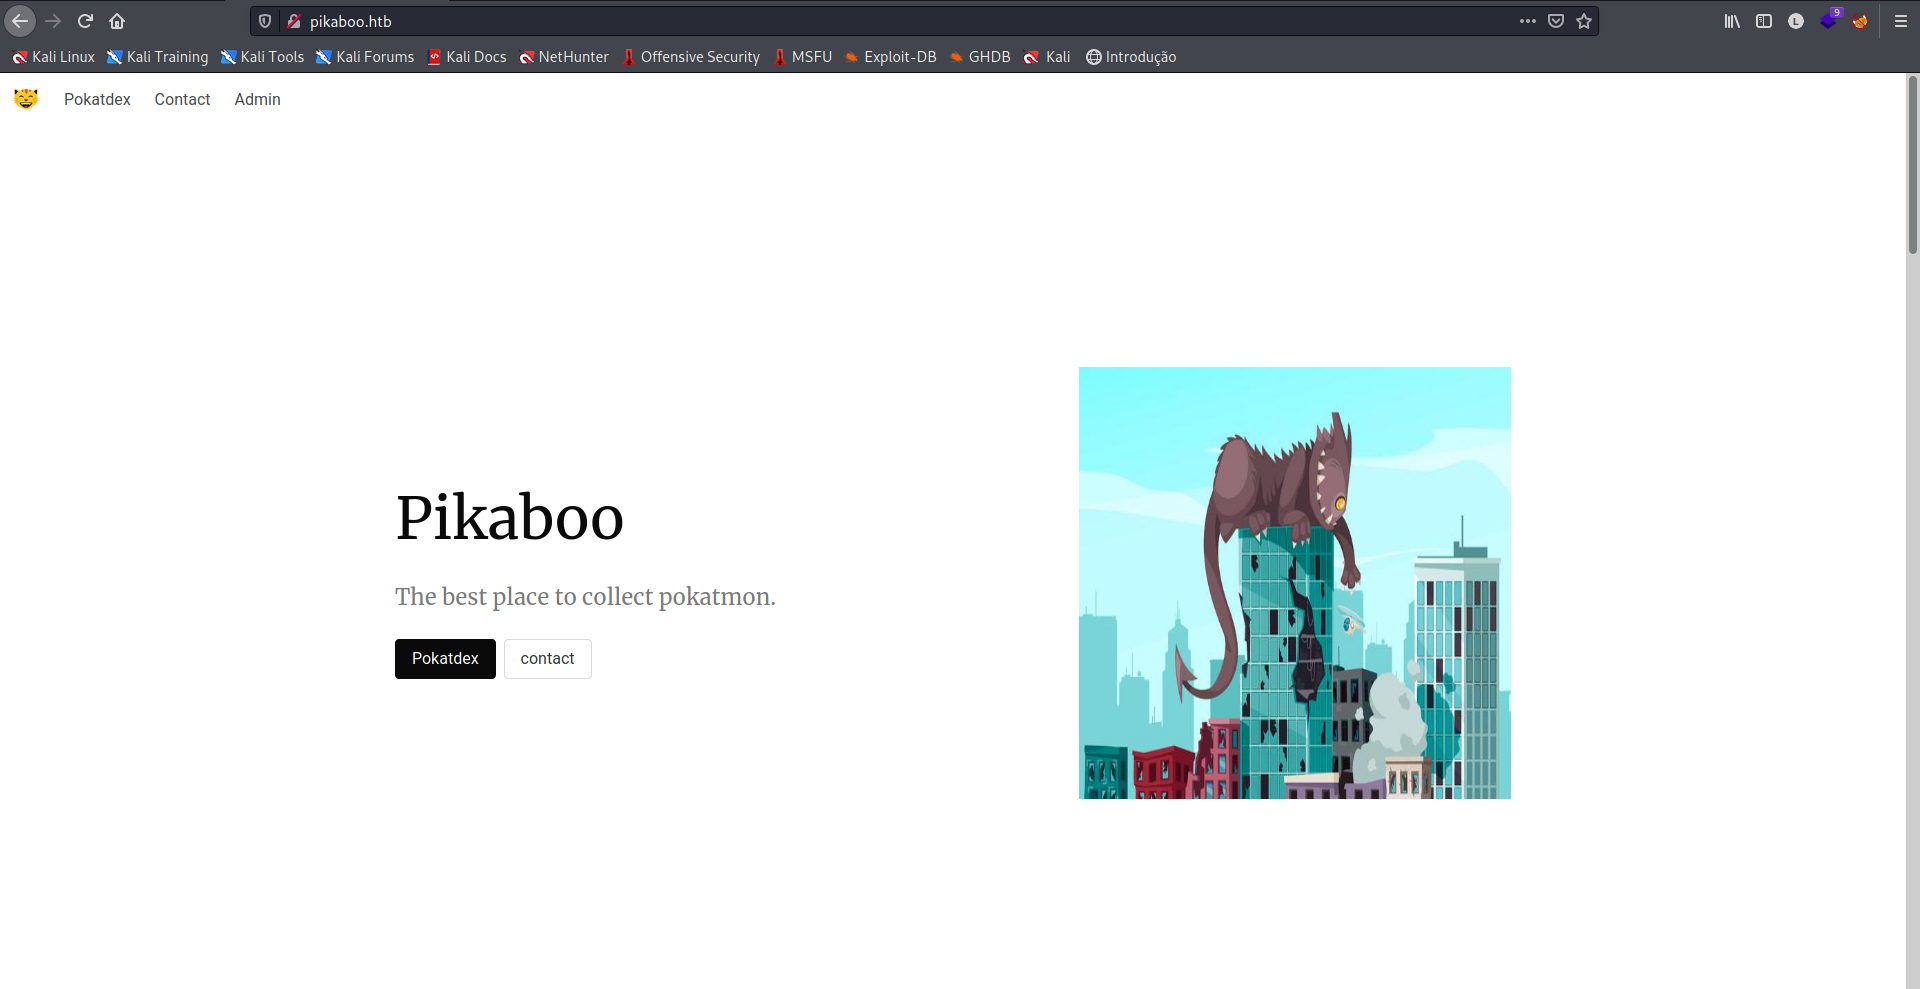 pikaboo.htb
L
9
Kali Linux Kali Training Kali Tools Kali Forums Kali Docs NetHunter Offensive Security MSFU Exploit-DB GHDB Kali Introdução
Pokatdex Contact Admin
Pikaboo
The best place to collect pokatmon.
Pokatdex contact